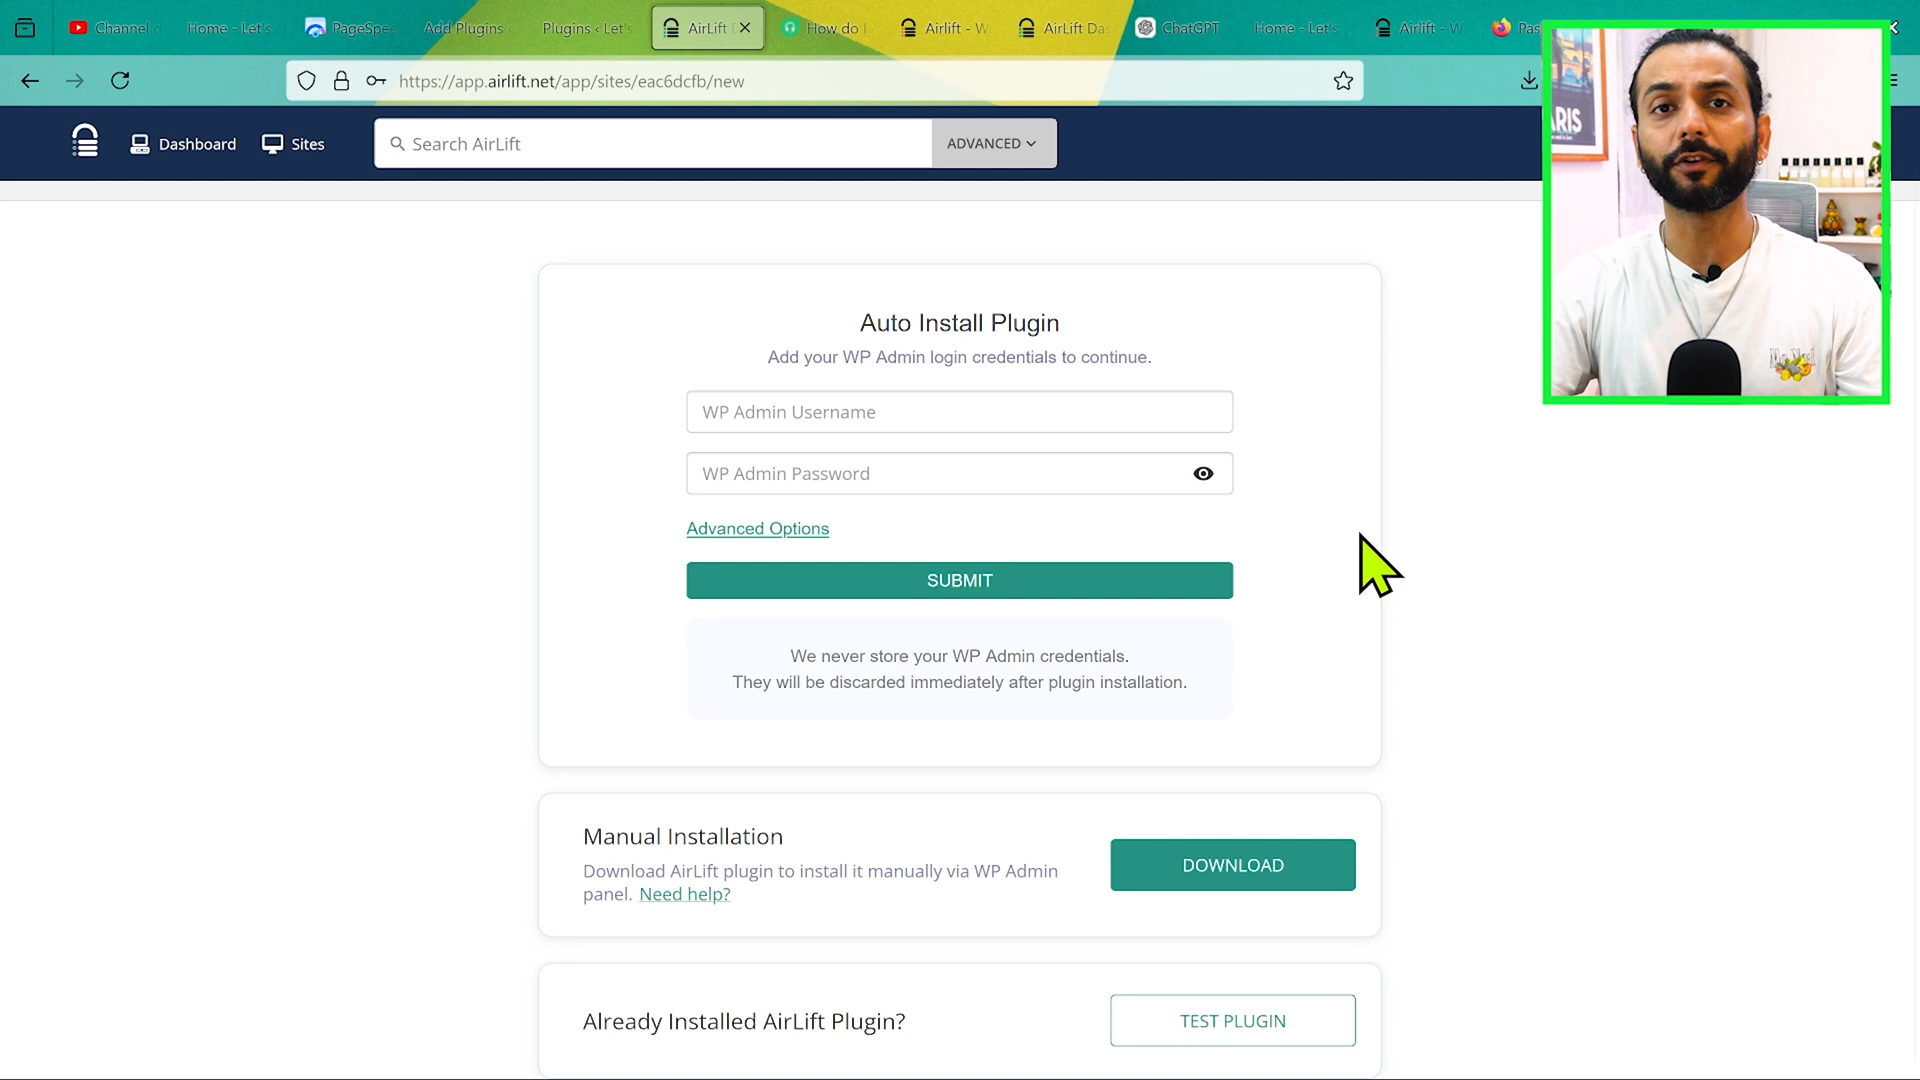 Channel
Home - Let's
PageSpe
Add Plugins
Plugins ‹ Let's
AirLift
How do I
Airlift - W
AirLift Da
ChatGPT
Home - Let's
Airlift - W
Pas
https://app.airlift.net/app/sites/eac6dcfb/new
Dashboard
Sites
Search AirLift
ADVANCED
ARIS
Auto Install Plugin
Add your WP Admin login credentials to continue.
WP Admin Username
WP Admin Password
Advanced Options
SUBMIT
We never store your WP Admin credentials.
They will be discarded immediately after plugin installation.
Manual Installation
Download AirLift plugin to install it manually via WP Admin
panel. Need help?
DOWNLOAD
Already Installed AirLift Plugin?
TEST PLUGIN